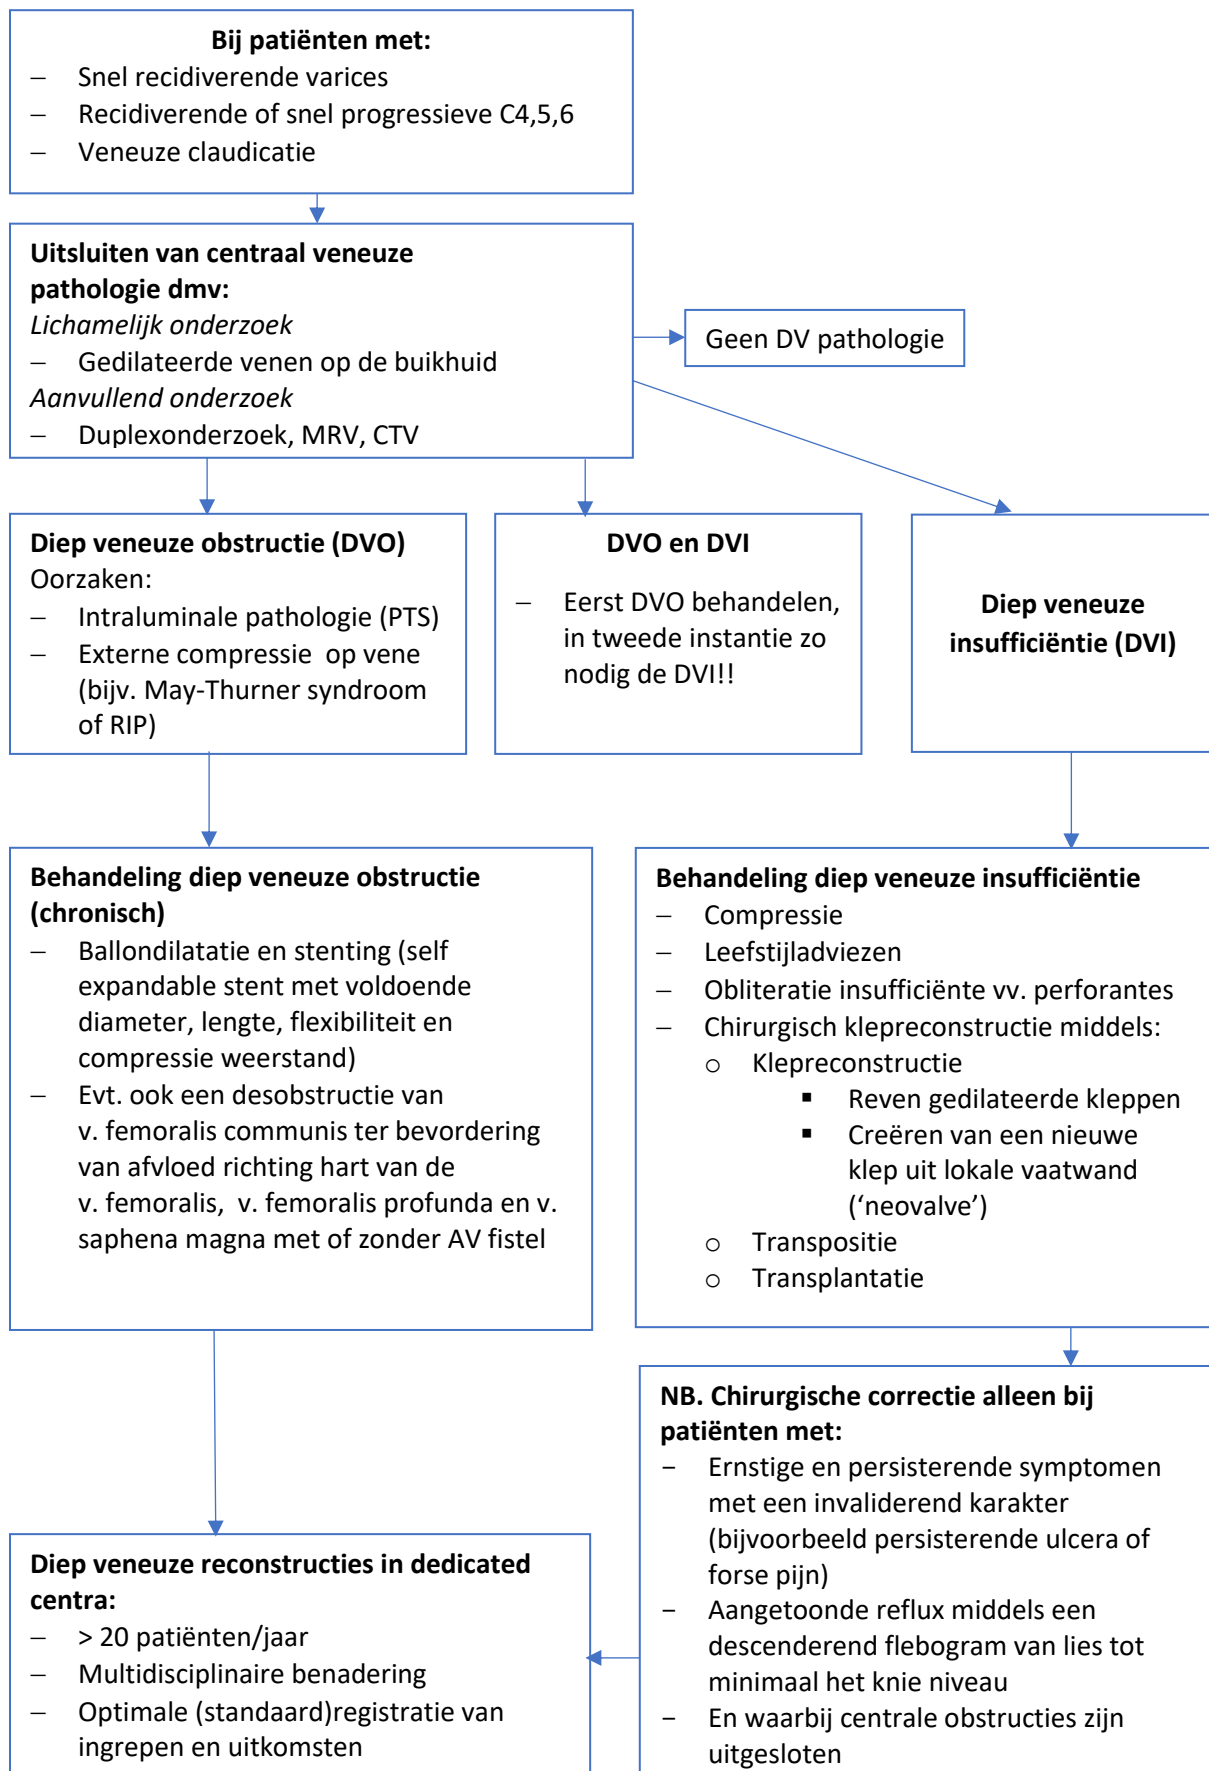 Bij patiënten met:
– Snel recidiverende varices
– Recidiverende of snel progressieve C4,5,6
– Veneuze claudicatie
Uitsluiten van centraal veneuze
pathologie dmv:
Lichamelijk onderzoek
– Gedilateerde venen op de buikhuid
Aanvullend onderzoek
– Duplexonderzoek, MRV, CTV
Geen DV pathologie
Diep veneuze obstructie (DVO)
Oorzaken:
– Intraluminale pathologie (PTS)
– Externe compressie op vene
(bijv. May-Thurner syndroom
of RIP)
DVO en DVI
– Eerst DVO behandelen,
in tweede instantie zo
nodig de DVI!!
Diep veneuze
insufficiëntie (DVI)
Behandeling diep veneuze obstructie
(chronisch)
– Ballondilatatie en stenting (self
expandable stent met voldoende
diameter, lengte, flexibiliteit en
compressie weerstand)
– Evt. ook een desobstructie van
v. femoralis communis ter bevordering
van afvloed richting hart van de
v. femoralis, v. femoralis profunda en v.
saphena magna met of zonder AV fistel
Behandeling diep veneuze insufficiëntie
– Compressie
– Leefstijladviezen
– Obliteratie insufficiënte vv. perforantes
– Chirurgisch klepreconstructie middels:
o Klepreconstructie
▪ Reven gedilateerde kleppen
▪ Creëren van een nieuwe
klep uit lokale vaatwand
(‘neovalve’)
o Transpositie
o Transplantatie
NB. Chirurgische correctie alleen bij
patiënten met:
– Ernstige en persisterende symptomen
met een invaliderend karakter
(bijvoorbeeld persisterende ulcera of
forse pijn)
– Aangetoonde reflux middels een
descenderend flebogram van lies tot
minimaal het knie niveau
– En waarbij centrale obstructies zijn
uitgesloten
Diep veneuze reconstructies in dedicated
centra:
– > 20 patiënten/jaar
– Multidisciplinaire benadering
– Optimale (standaard)registratie van
ingrepen en uitkomsten